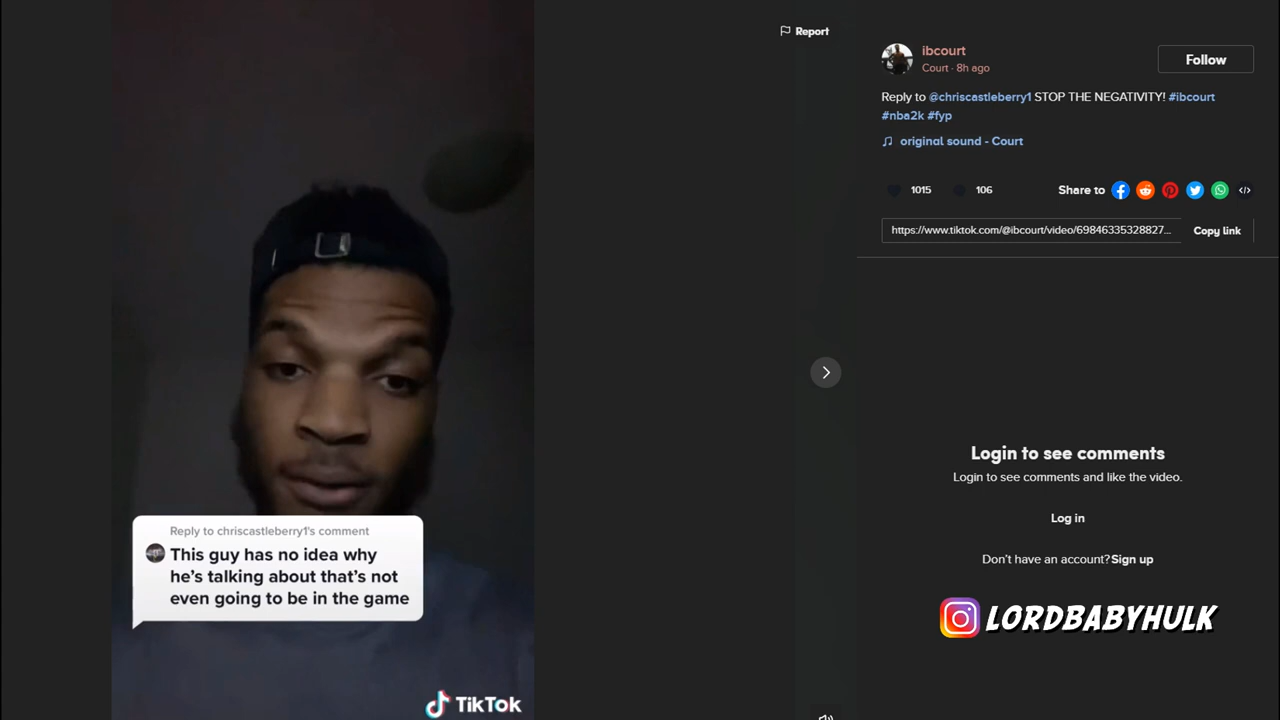 Report
ibcourt
Court · 8h ago
Follow
Reply to @chriscastleberry1 STOP THE NEGATIVITY! #ibcourt
#nba2k #fyp
original sound - Court
1015
106
Share to
https://www.tiktok.com/@ibcourt/video/69846335328827...
Copy link
Login to see comments
Login to see comments and like the video.
Log in
Don't have an account? Sign up
LORDBABYHULK
Reply to chriscastleberry1's comment
This guy has no idea why
he's talking about that's not
even going to be in the game
TikTok